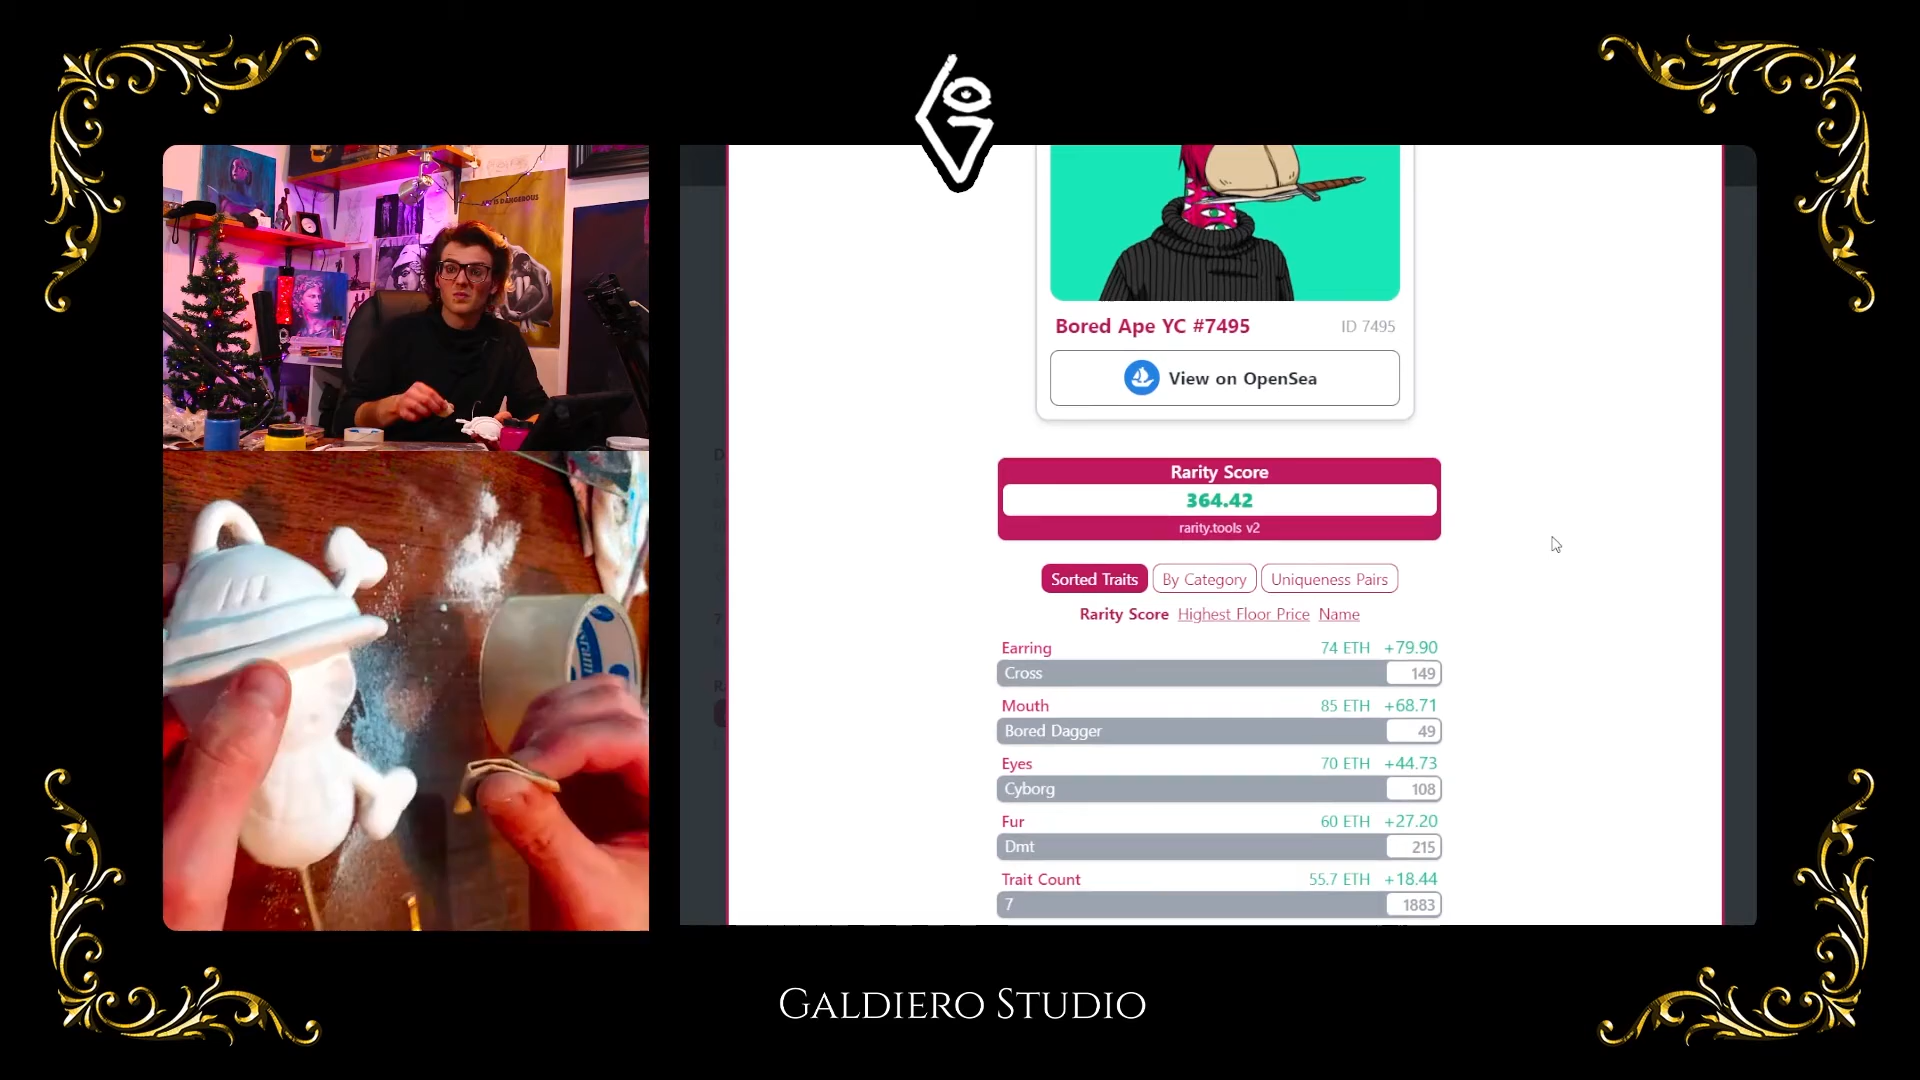 ART IS DANGEROUS
Bored Ape YC #7495
ID 7495
View on OpenSea
Rarity Score
364.42
rarity.tools v2
Sorted Traits
By Category
Uniqueness Pairs
Rarity Score Highest Floor Price Name
Earring 74 ETH +79.90
Cross 149
Mouth 85 ETH +68.71
Bored Dagger 49
Eyes 70 ETH +44.73
Cyborg 108
Fur 60 ETH +27.20
Dmt 215
Trait Count 55.7 ETH +18.44
7 1883
Galdiero Studio